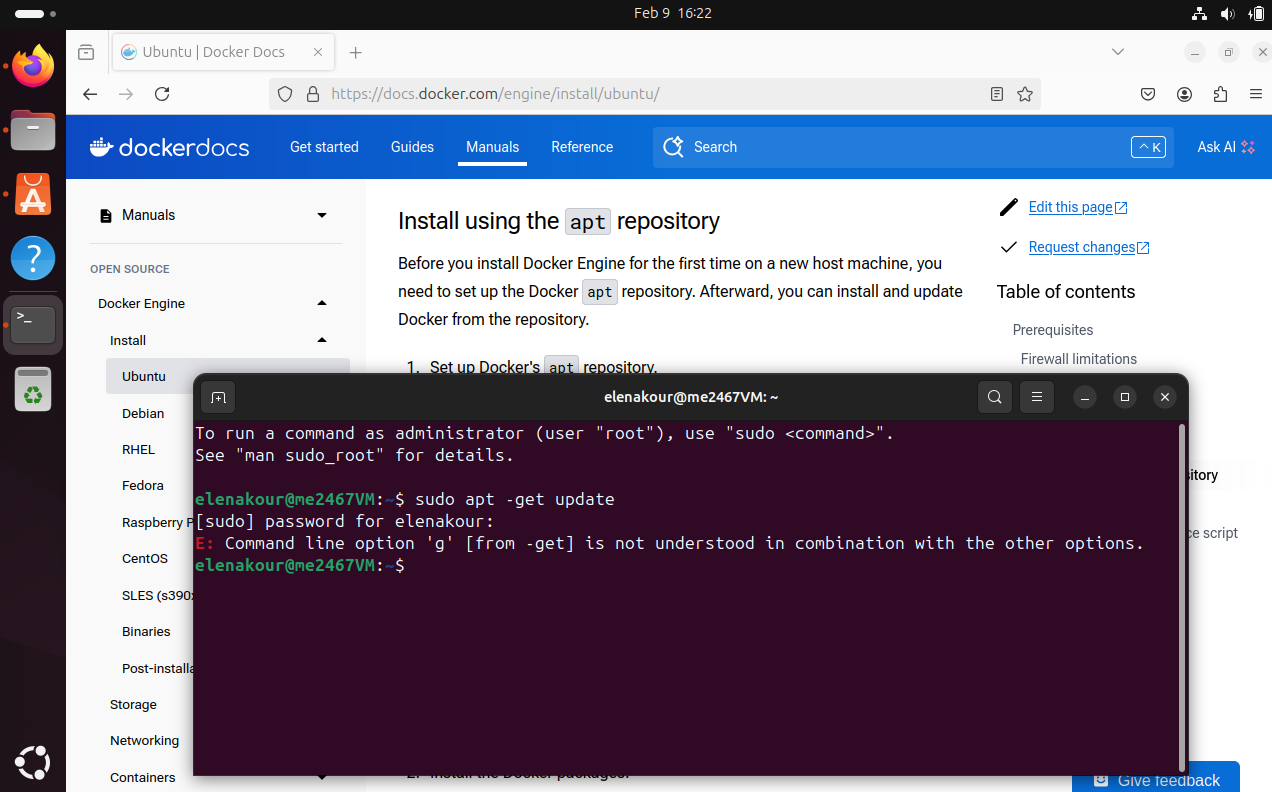 Feb 9 16:22
Ubuntu | Docker Docs
https://docs.docker.com/engine/install/ubuntu/
dockerdocs
Get started
Guides
Manuals
Reference
Search
^ K
Ask AI
Manuals
OPEN SOURCE
Docker Engine
Install
Ubuntu
Debian
RHEL
Fedora
Raspberry P
CentOS
SLES (s390x
Binaries
Post-installa
Storage
Networking
Containers
Install using the apt repository
Before you install Docker Engine for the first time on a new host machine, you
need to set up the Docker apt repository. Afterward, you can install and update
Docker from the repository.
1. Set up Docker's apt repository.
Edit this page
Request changes
Table of contents
Prerequisites
Firewall limitations
sitory
ce script
elenakour@me2467VM: ~
To run a command as administrator (user "root"), use "sudo <command>".
See "man sudo_root" for details.
elenakour@me2467VM:~$ sudo apt -get update
[sudo] password for elenakour:
E: Command line option 'g' [from -get] is not understood in combination with the other options.
elenakour@me2467VM:~$
2. Install the Docker packages.
Give feedback